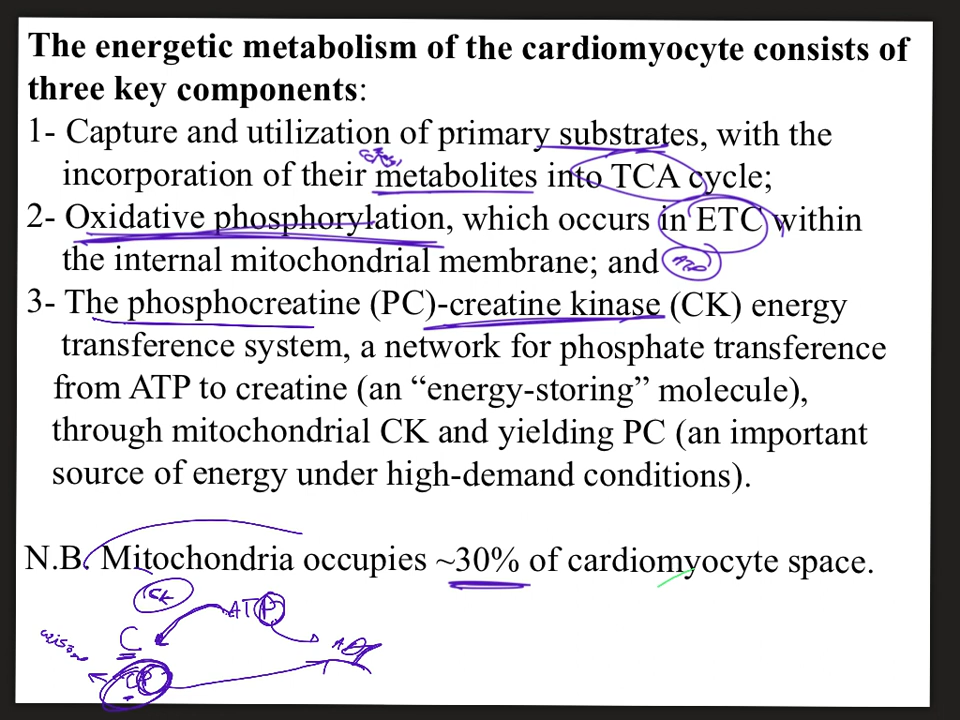 The energetic metabolism of the cardiomyocyte consists of
three key components:
1- Capture and utilization of primary substrates, with the
incorporation of their metabolites into TCA cycle;
2- Oxidative phosphorylation, which occurs in ETC within
the internal mitochondrial membrane; and
3- The phosphocreatine (PC)-creatine kinase (CK) energy
transference system, a network for phosphate transference
from ATP to creatine (an “energy-storing” molecule),
through mitochondrial CK and yielding PC (an important
source of energy under high-demand conditions).
N.B. Mitochondria occupies ~30% of cardiomyocyte space.
CK
ATP
C
CP